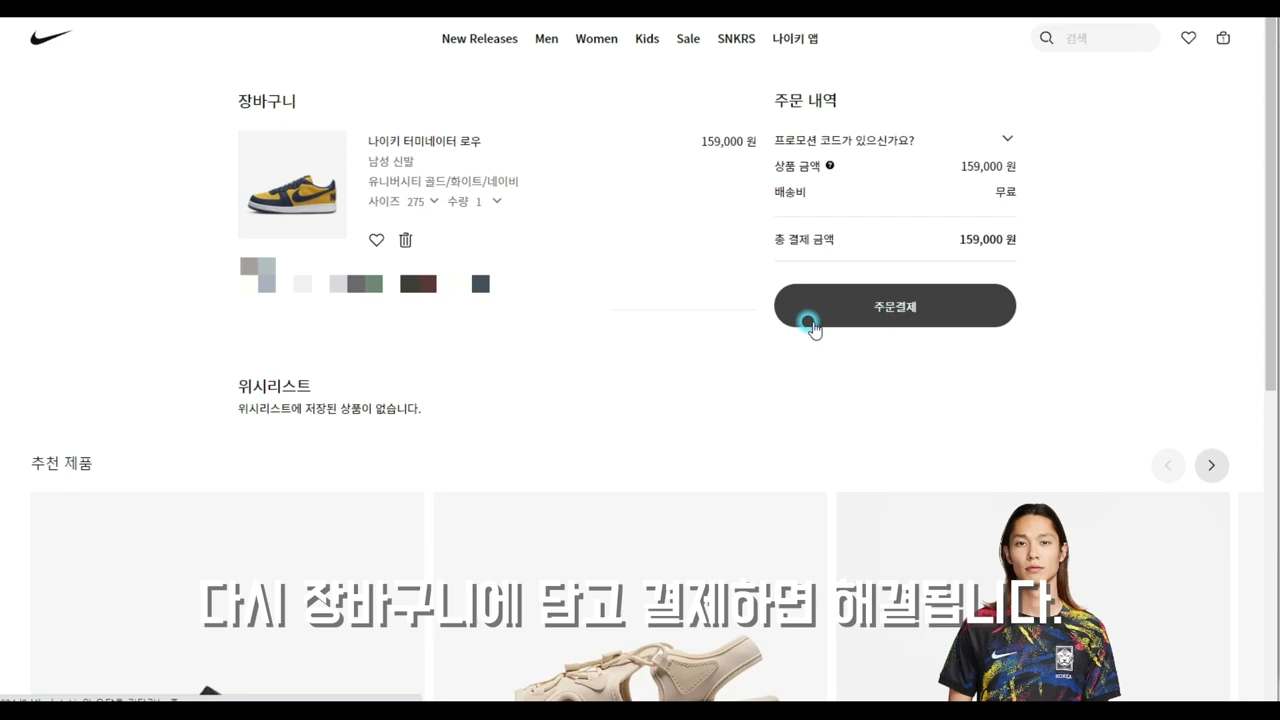 New Releases Men Women Kids Sale SNKRS 나이키 앱
검색
1
장바구니
나이키 터미네이터 로우
159,000 원
남성 신발
유니버시티 골드/화이트/네이비
사이즈 275 수량 1
주문 내역
프로모션 코드가 있으신가요?
상품 금액 159,000 원
배송비 무료
총 결제 금액 159,000 원
주문결제
위시리스트
위시리스트에 저장된 상품이 없습니다.
추천 제품
다시 장바구니에 담고 결제하면 해결됩니다.
KOREA